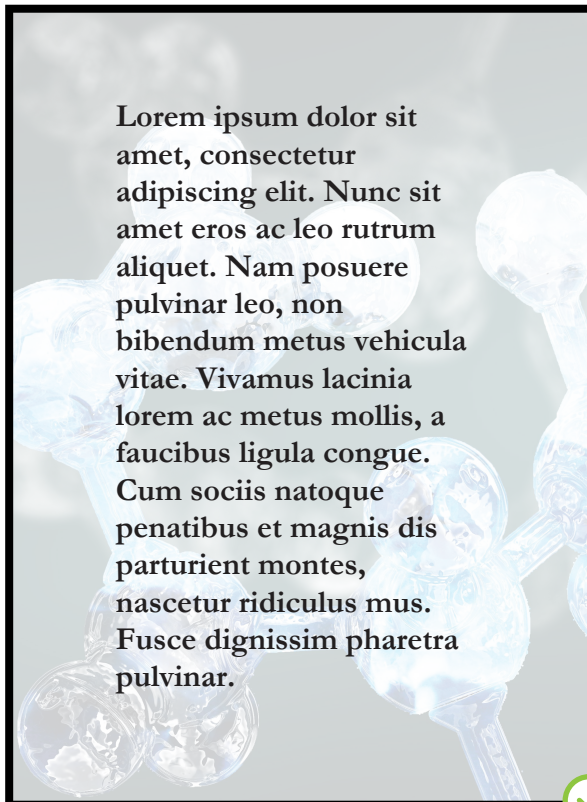 Lorem ipsum dolor sit
amet, consectetur
adipiscing elit. Nunc sit
amet eros ac leo rutrum
aliquet. Nam posuere
pulvinar leo, non
bibendum metus vehicula
vitae. Vivamus lacinia
lorem ac metus mollis, a
faucibus ligula congue.
Cum sociis natoque
penatibus et magnis dis
parturient montes,
nascetur ridiculus mus.
Fusce dignissim pharetra
pulvinar.